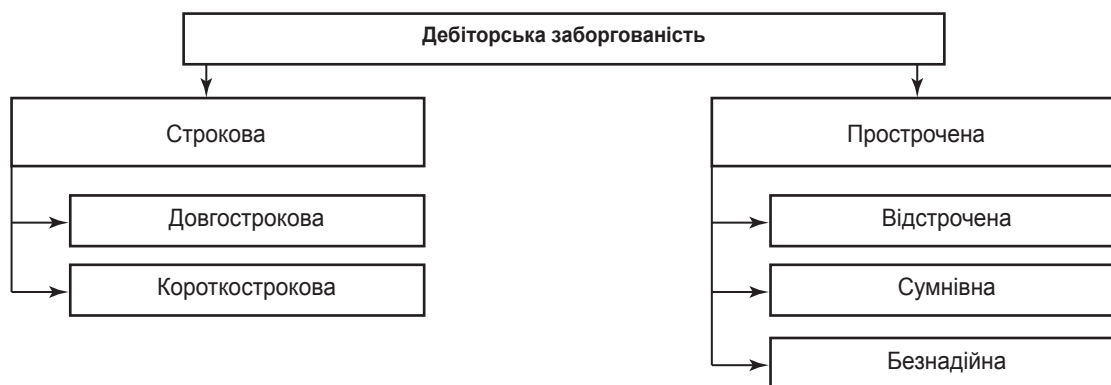 Дебіторська заборгованість
Строкова
Довгострокова
Короткострокова
Прострочена
Відстрочена
Сумнівна
Безнадійна